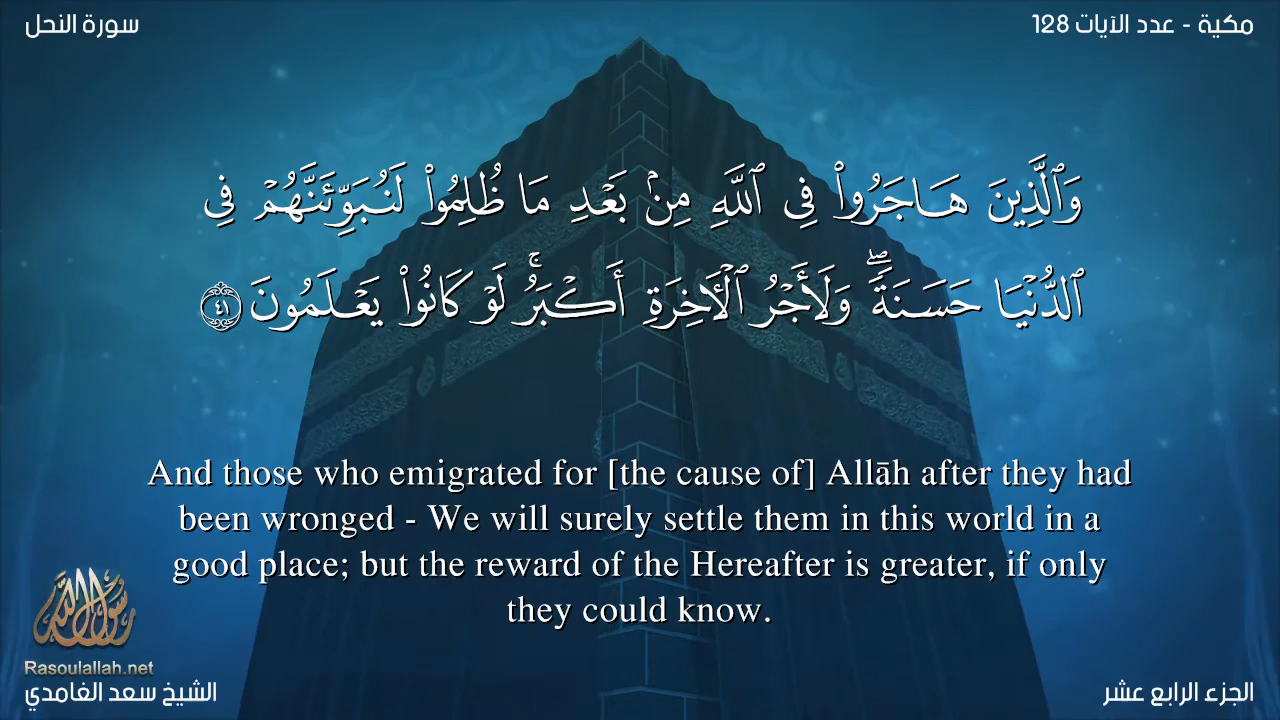 سورة النحل
مكية - عدد الآيات 128
وَٱلَّذِينَ هَاجَرُوا۟ فِى ٱللَّهِ مِنۢ بَعْدِ مَا ظُلِمُوا۟ لَنُبَوِّئَنَّهُمْ فِى
ٱلدُّنْيَا حَسَنَةً ۖ وَلَأَجْرُ ٱلْـَٔاخِرَةِ أَكْبَرُ ۚ لَوْ كَانُوا۟ يَعْلَمُونَ ٤١
And those who emigrated for [the cause of] Allāh after they had
been wronged - We will surely settle them in this world in a
good place; but the reward of the Hereafter is greater, if only
they could know.
رسول الله
Rasoulallah.net
الشيخ سعد الغامدي
الجزء الرابع عشر